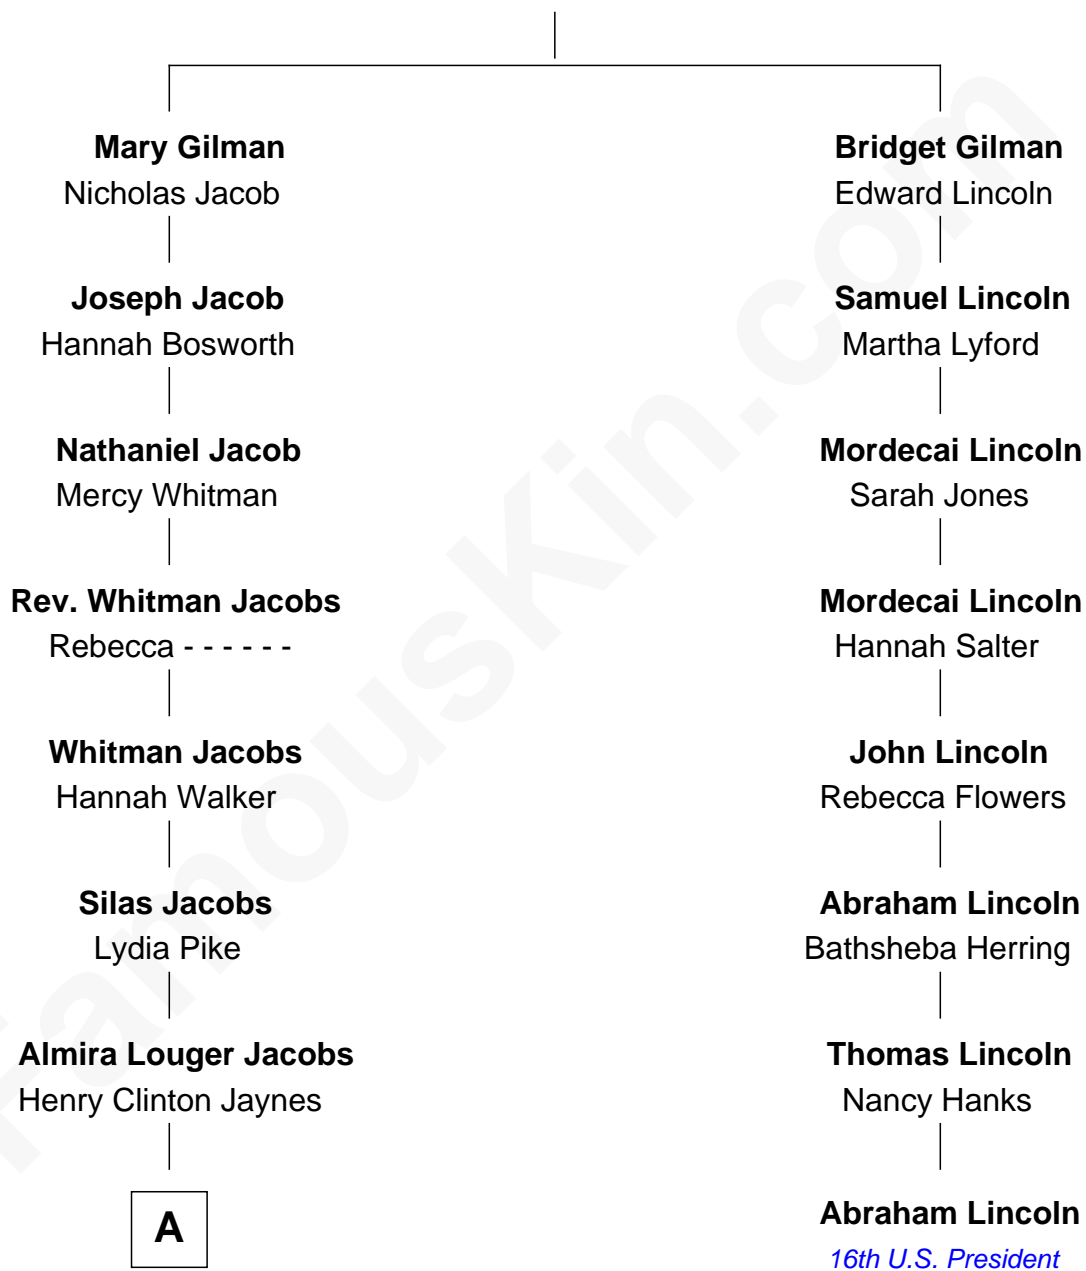 Mary Gilman
Nicholas Jacob
Bridget Gilman
Edward Lincoln
Joseph Jacob
Hannah Bosworth
Samuel Lincoln
Martha Lyford
Nathaniel Jacob
Mercy Whitman
Mordecai Lincoln
Sarah Jones
Rev. Whitman Jacobs
Rebecca - - - - - -
Mordecai Lincoln
Hannah Salter
Whitman Jacobs
Hannah Walker
John Lincoln
Rebecca Flowers
Silas Jacobs
Lydia Pike
Abraham Lincoln
Bathsheba Herring
Almira Louger Jacobs
Henry Clinton Jaynes
Thomas Lincoln
Nancy Hanks
A
Abraham Lincoln
16th U.S. President
FamousKin.com